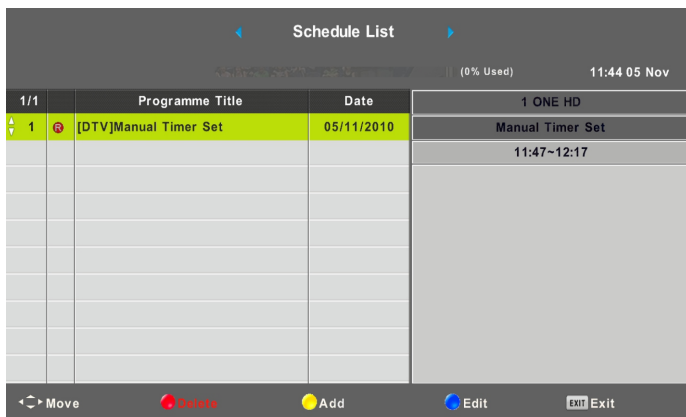 Schedule List
(0% Used) 11:44 05 Nov
1/1 Programme Title Date 1 ONE HD
1 R [DTV]Manual Timer Set 05/11/2010 Manual Timer Set
11:47~12:17
Move Delete Add Edit EXIT Exit